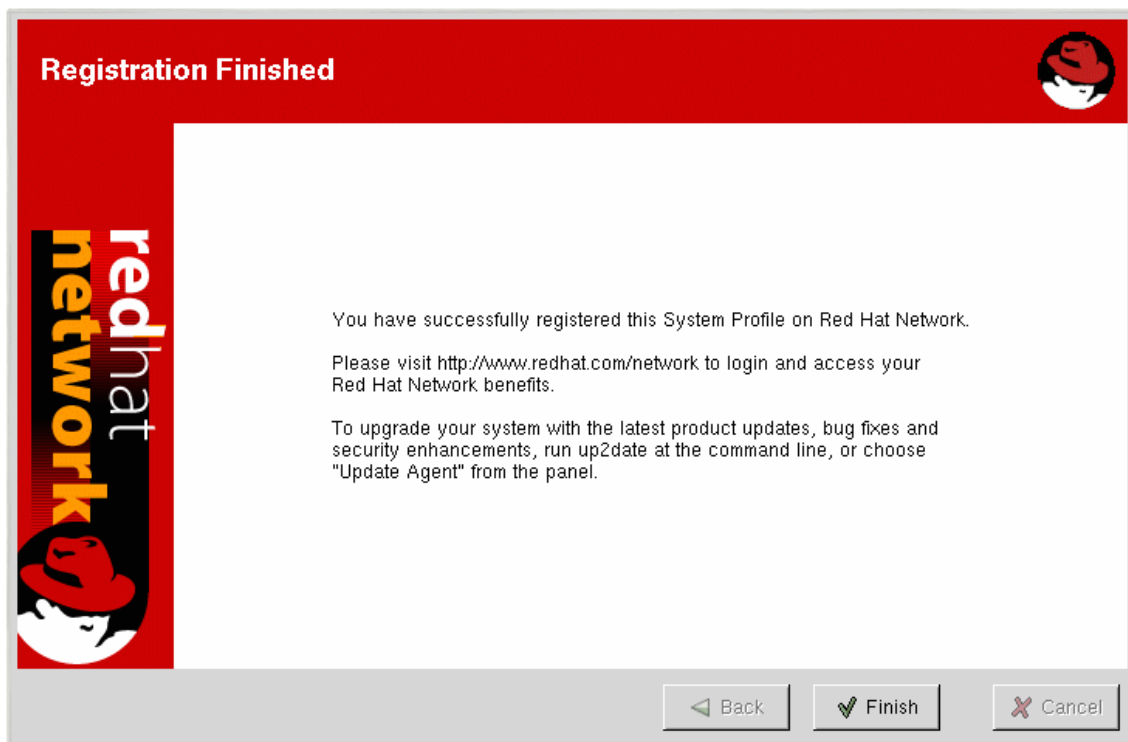 Registration Finished
redhat
network
You have successfully registered this System Profile on Red Hat Network.
Please visit http://www.redhat.com/network to login and access your
Red Hat Network benefits.
To upgrade your system with the latest product updates, bug fixes and
security enhancements, run up2date at the command line, or choose
"Update Agent" from the panel.
Back
Finish
Cancel